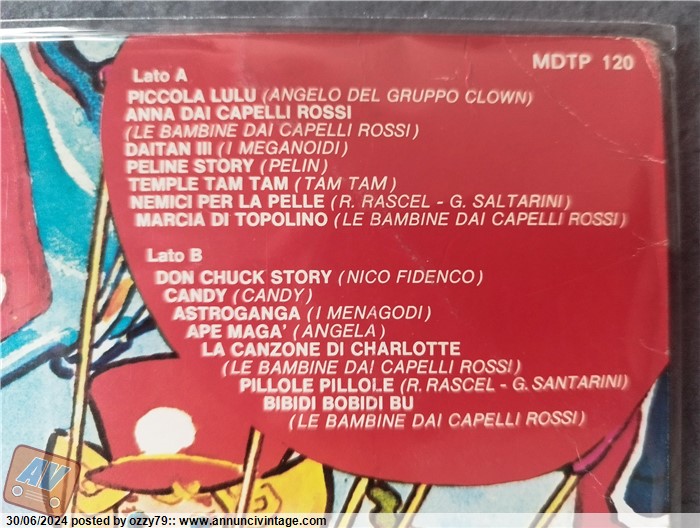 MDTP 120
Lato A
PICCOLA LULU (ANGELO DEL GRUPPO CLOWN)
ANNA DAI CAPELLI ROSSI
(LE BAMBINE DAI CAPELLI ROSSI)
DAITAN III (I MEGANOIDI)
PELINE STORY (PELIN)
TEMPLE TAM TAM (TAM TAM)
NEMICI PER LA PELLE (R. RASCEL - G. SALTARINI)
MARCIA DI TOPOLINO (LE BAMBINE DAI CAPELLI ROSSI)
Lato B
DON CHUCK STORY (NICO FIDENCO)
CANDY (CANDY)
ASTROGANGA (I MENAGODI)
APE MAGA' (ANGELA)
LA CANZONE DI CHARLOTTE
(LE BAMBINE DAI CAPELLI ROSSI)
PILLOLE PILLOLE (R. RASCEL - G. SANTARINI)
BIBIDI BOBIDI BU
(LE BAMBINE DAI CAPELLI ROSSI)
AV
30/06/2024 posted by ozzy79:: www.annuncivintage.com